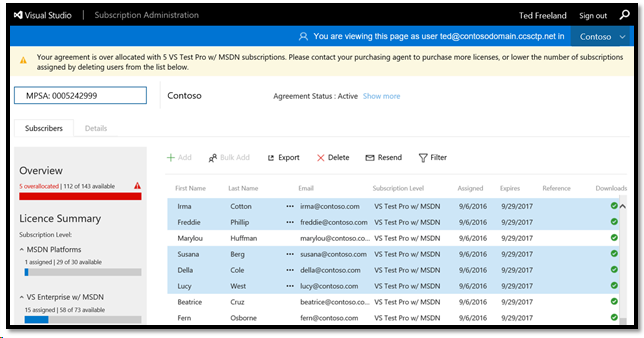 Visual Studio | Subscription Administration Ted Freeland Sign out
You are viewing this page as user ted@contosodomain.ccsctp.net in Contoso
Your agreement is over allocated with 5 VS Test Pro w/ MSDN subscriptions. Please contact your purchasing agent to purchase more licenses, or lower the number of subscriptions
assigned by deleting users from the list below.
MPSA: 0005242999 Contoso Agreement Status : Active Show more
Subscribers Details
Overview
5 overallocated | 112 of 143 available
Licence Summary
Subscription Level:
MSDN Platforms
1 assigned | 29 of 30 available
VS Enterprise w/ MSDN
15 assigned | 58 of 73 available
Add Bulk Add Export Delete Resend Filter
First Name Last Name Email Subscription Level Assigned Expires Reference Downloads
Irma Cotton ••• irma@contoso.com VS Test Pro w/ MSDN 9/6/2016 9/29/2017
Freddie Phillip ••• freddie@contoso.com VS Test Pro w/ MSDN 9/6/2016 9/29/2017
Marylou Huffman marylou@contoso.co... VS Test Pro w/ MSDN 9/6/2016 9/29/2017
Susana Berg ••• susana@contoso.com VS Test Pro w/ MSDN 9/6/2016 9/29/2017
Della Cole ••• della@contoso.com VS Test Pro w/ MSDN 9/6/2016 9/29/2017
Lucy West ••• lucy@contoso.com VS Test Pro w/ MSDN 9/6/2016 9/29/2017
Beatrice Cruz beatrice@contoso.co... VS Test Pro w/ MSDN 9/6/2016 9/29/2017
Fern Osborne fern@contoso.com VS Test Pro w/ MSDN 9/6/2016 9/29/2017